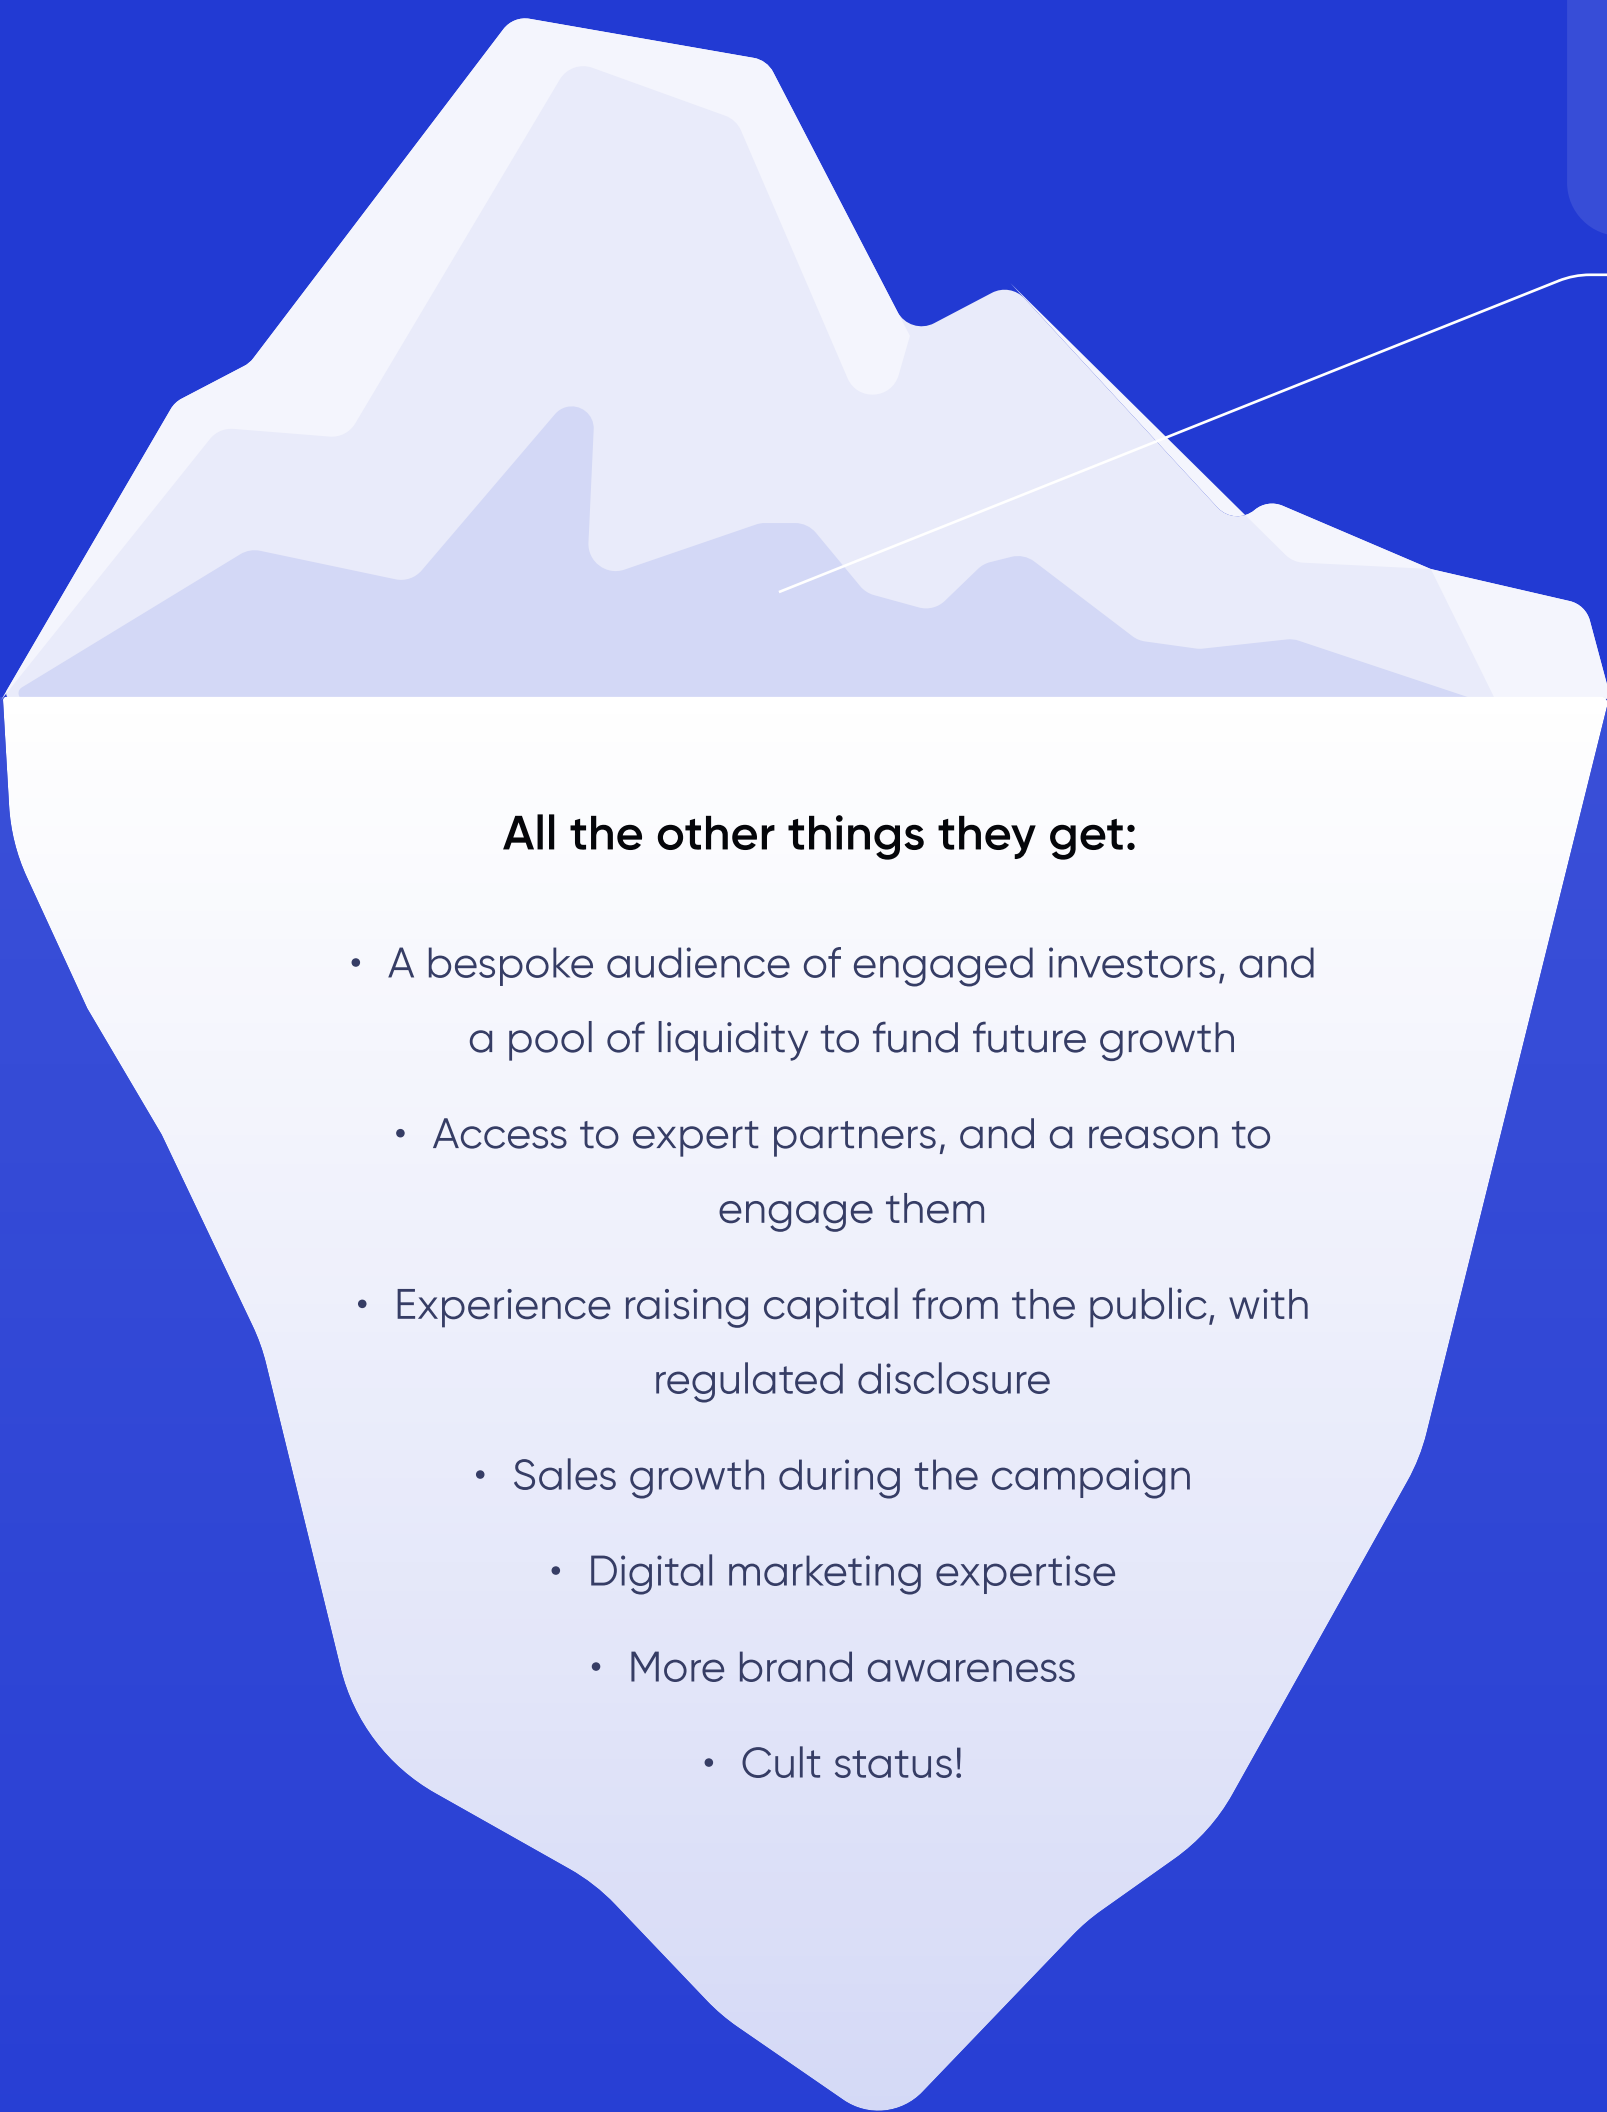 All the other things they get:
• A bespoke audience of engaged investors, and
a pool of liquidity to fund future growth
• Access to expert partners, and a reason to
engage them
• Experience raising capital from the public, with
regulated disclosure
• Sales growth during the campaign
• Digital marketing expertise
• More brand awareness
• Cult status!